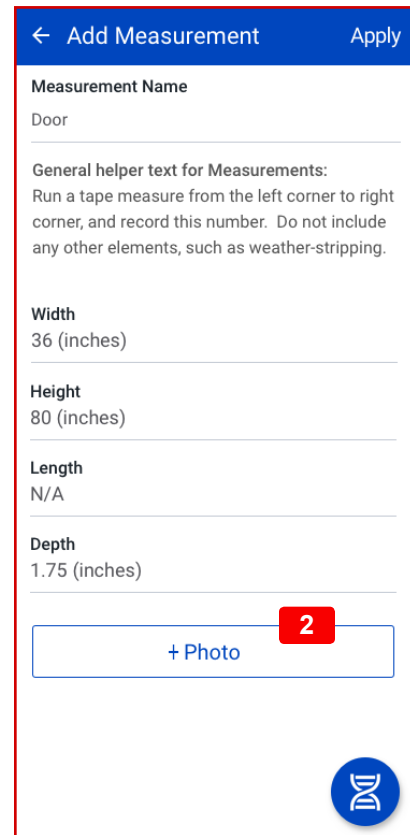 ← Add Measurement Apply
Measurement Name
Door
General helper text for Measurements:
Run a tape measure from the left corner to right
corner, and record this number. Do not include
any other elements, such as weather-stripping.
Width
36 (inches)
Height
80 (inches)
Length
N/A
Depth
1.75 (inches)
2
+ Photo